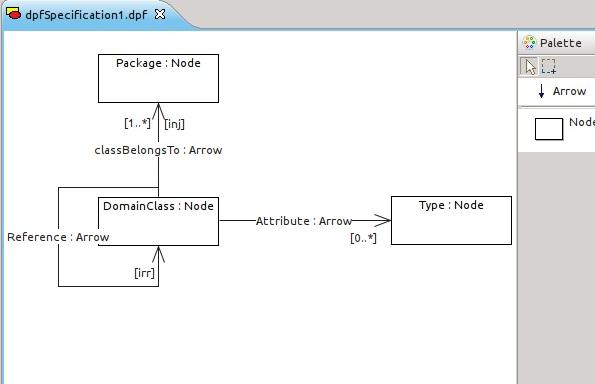 dpfSpecification1.dpf
Package : Node
Palette
Arrow
Node
[1..*] [inj]
classBelongsTo : Arrow
DomainClass : Node
Attribute : Arrow
Type : Node
[0..*]
Reference : Arrow
[irr]